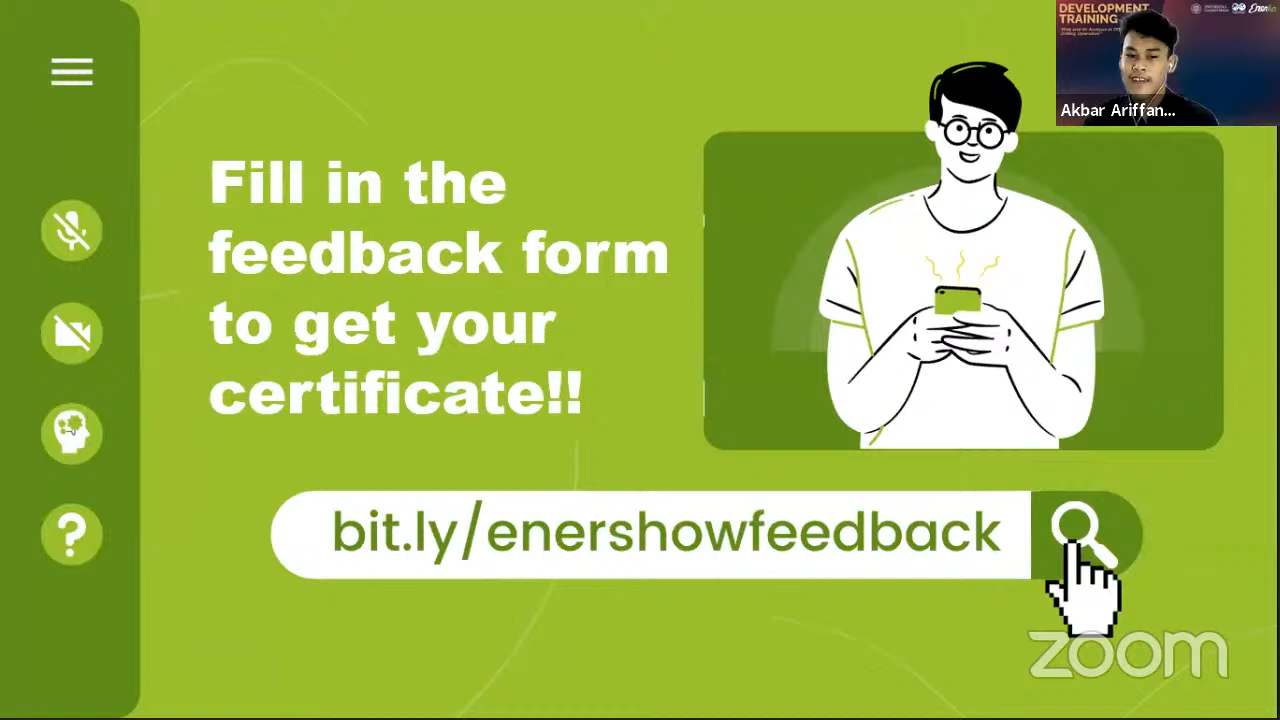 DEVELOPMENT
TRAINING
Akbar Ariffan...
Fill in the
feedback form
to get your
certificate!!
bit.ly/enershowfeedback
zoom